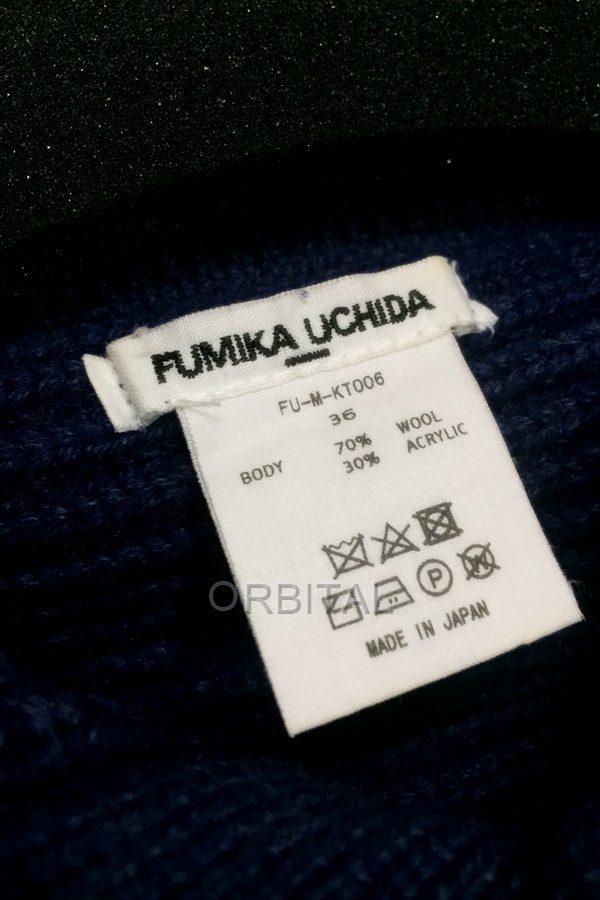 FUMIKA UCHIDA
FU-M-KT006
36
BODY 70% WOOL
30% ACRYLIC
P W
ORBITAL
MADE IN JAPAN